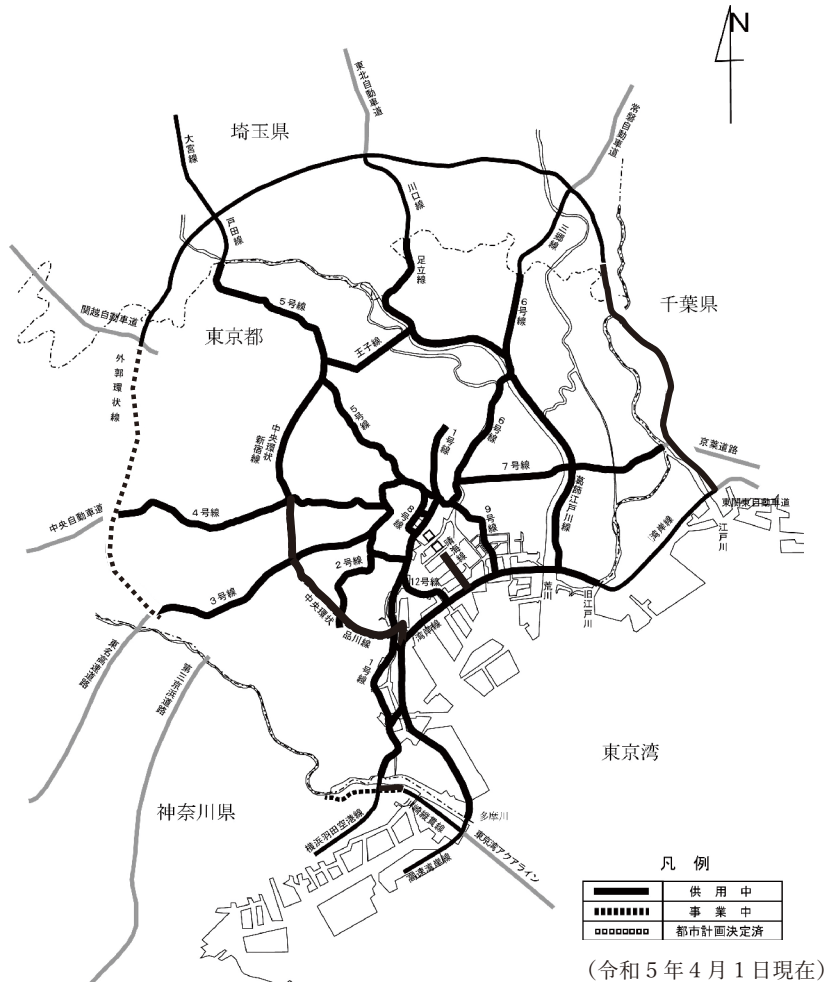 N
東北自動車道
埼玉県
大宮線
常磐自動車道
川口線
戸田線
三郷線
足立線
6号線
千葉県
関越自動車道
5号線
東京都
王子線
外郭環状線
5号線
1号線
6号線
中央環状
新宿線
京葉道路
7号線
葛飾江戸川線
東関東自動車道
4号線
8号線
9号線
中央自動車道
晴海線
湾岸線
江戸川
2号線
12号線
荒川
旧江戸川
3号線
中央環状
品川線
湾岸線
東名高速道路
第三京浜道路
1号線
東京湾
神奈川県
多摩川
川崎縦貫線
横浜羽田空港線
東京湾アクアライン
高速湾岸線
凡例
供用中
事業中
都市計画決定済
(令和5年4月1日現在)